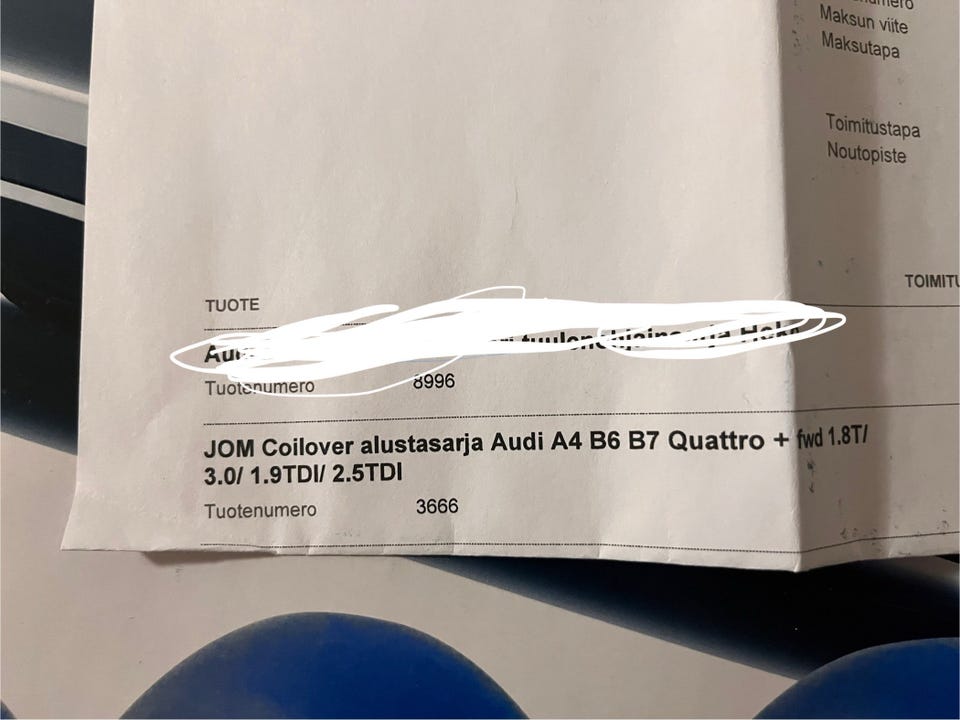 Maksun viite
Maksutapa
Toimitustapa
Noutopiste
TUOTE
Tuotenumero 8996
JOM Coilover alustasarja Audi A4 B6 B7 Quattro + fwd 1.8T/
3.0/ 1.9TDI/ 2.5TDI
Tuotenumero 3666